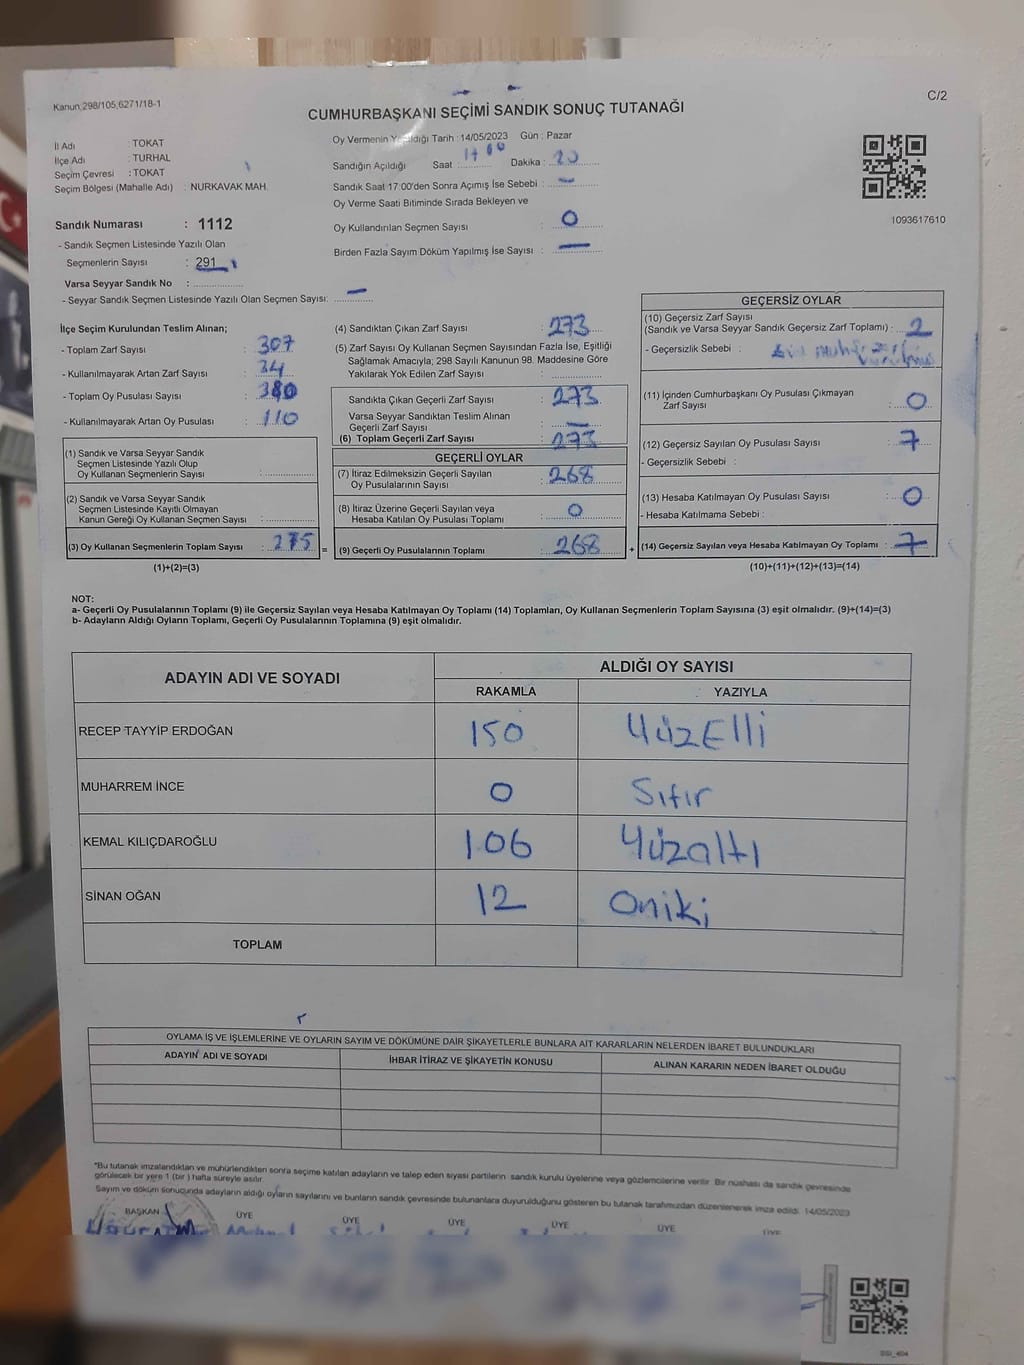 Kanun 298/105,6271/18-1
C/2
CUMHURBAŞKANI SEÇİMİ SANDIK SONUÇ TUTANAĞI
İl Adı : TOKAT
İlçe Adı : TURHAL
Seçim Çevresi : TOKAT
Seçim Bölgesi (Mahalle Adı) : NURKAVAK MAH.
Oy Vermenin Yapıldığı Tarih : 14/05/2023 Gün : Pazar
Sandığın Açıldığı Saat : 17 00 Dakika : 20
Sandık Saat 17:00'den Sonra Açımış İse Sebebi : —
Oy Verme Saati Bitiminde Sırada Bekleyen ve
Oy Kullandırılan Seçmen Sayısı : 0
Birden Fazla Sayım Döküm Yapılmış İse Sayısı : —
1093617610
Sandık Numarası : 1112
- Sandık Seçmen Listesinde Yazılı Olan
Seçmenlerin Sayısı : 291
Varsa Seyyar Sandık No :
- Seyyar Sandık Seçmen Listesinde Yazılı Olan Seçmen Sayısı: —
İlçe Seçim Kurulundan Teslim Alınan;
- Toplam Zarf Sayısı : 307
- Kullanılmayarak Artan Zarf Sayısı : 34
- Toplam Oy Pusulası Sayısı : 380
- Kullanılmayarak Artan Oy Pusulası : 110
(1) Sandık ve Varsa Seyyar Sandık
Seçmen Listesinde Yazılı Olup
Oy Kullanan Seçmenlerin Sayısı :
(2) Sandık ve Varsa Seyyar Sandık
Seçmen Listesinde Kayıtlı Olmayan
Kanun Gereği Oy Kullanan Seçmen Sayısı :
(3) Oy Kullanan Seçmenlerin Toplam Sayısı : 275 =
(1)+(2)=(3)
(4) Sandıktan Çıkan Zarf Sayısı : 273
(5) Zarf Sayısı Oy Kullanan Seçmen Sayısından Fazla İse, Eşitliği
Sağlamak Amacıyla; 298 Sayılı Kanunun 98. Maddesine Göre
Yakılarak Yok Edilen Zarf Sayısı :
Sandıkta Çıkan Geçerli Zarf Sayısı : 273
Varsa Seyyar Sandıktan Teslim Alınan
Geçerli Zarf Sayısı : —
(6) Toplam Geçerli Zarf Sayısı : 273
GEÇERLİ OYLAR
(7) İtiraz Edilmeksizin Geçerli Sayılan
Oy Pusulalarının Sayısı : 268
(8) İtiraz Üzerine Geçerli Sayılan veya
Hesaba Katılan Oy Pusulası Toplamı : 0
(9) Geçerli Oy Pusulalarının Toplamı : 268 +
GEÇERSİZ OYLAR
(10) Geçersiz Zarf Sayısı
(Sandık ve Varsa Seyyar Sandık Geçersiz Zarf Toplamı) : 2
- Geçersizlik Sebebi :
(11) İçinden Cumhurbaşkanı Oy Pusulası Çıkmayan
Zarf Sayısı : 0
(12) Geçersiz Sayılan Oy Pusulası Sayısı : 7
- Geçersizlik Sebebi :
(13) Hesaba Katılmayan Oy Pusulası Sayısı : 0
- Hesaba Katılmama Sebebi :
(14) Geçersiz Sayılan veya Hesaba Katılmayan Oy Toplamı : 7
(10)+(11)+(12)+(13)=(14)
NOT:
a- Geçerli Oy Pusulalarının Toplamı (9) ile Geçersiz Sayılan veya Hesaba Katılmayan Oy Toplamı (14) Toplamları, Oy Kullanan Seçmenlerin Toplam Sayısına (3) eşit olmalıdır. (9)+(14)=(3)
b- Adayların Aldığı Oyların Toplamı, Geçerli Oy Pusulalarının Toplamına (9) eşit olmalıdır.
ADAYIN ADI VE SOYADI
ALDIĞI OY SAYISI
RAKAMLA YAZIYLA
RECEP TAYYİP ERDOĞAN 150 YüzElli
MUHARREM İNCE 0 Sıfır
KEMAL KILIÇDAROĞLU 106 Yüzaltı
SİNAN OĞAN 12 Oniki
TOPLAM
OYLAMA İŞ VE İŞLEMLERİNE VE OYLARIN SAYIM VE DÖKÜMÜNE DAİR ŞİKAYETLERLE BUNLARA AİT KARARLARIN NELERDEN İBARET BULUNDUKLARI
ADAYIN ADI VE SOYADI İHBAR İTİRAZ VE ŞİKAYETİN KONUSU ALINAN KARARIN NEDEN İBARET OLDUĞU
*Bu tutanak imzalandıktan ve mühürlendikten sonra seçime katılan adayların ve talep eden siyasi partilerin sandık kurulu üyelerine veya gözlemcilerine verilir. Bir nüshası da sandık çevresinde
görülecek bir yere 1 (bir ) hafta süreyle asılır.
Sayım ve döküm sonucunda adayların aldığı oyların sayılarını ve bunların sandık çevresinde bulunanlara duyurulduğunu gösteren bu tutanak tarafımızdan düzenlenerek imza edildi. 14/05/2023
BAŞKAN ÜYE ÜYE ÜYE ÜYE ÜYE ÜYE